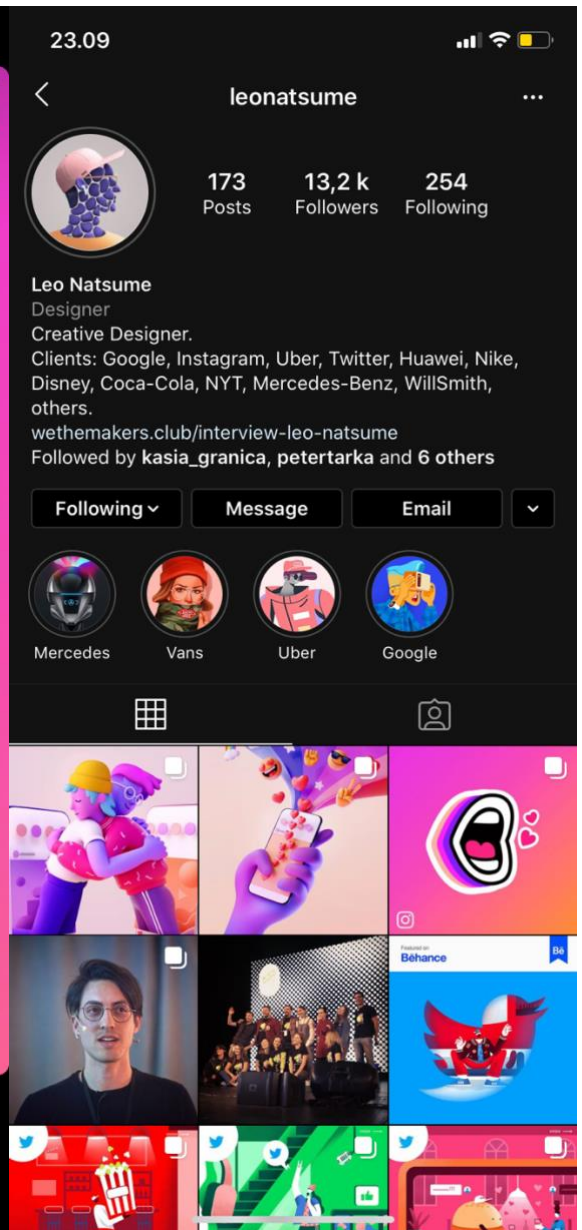 23.09
leonatsume
173 13,2 k 254
Posts Followers Following
Leo Natsume
Designer
Creative Designer.
Clients: Google, Instagram, Uber, Twitter, Huawei, Nike,
Disney, Coca-Cola, NYT, Mercedes-Benz, WillSmith,
others.
wethemakers.club/interview-leo-natsume
Followed by kasia_granica, petertarka and 6 others
Following Message Email
Mercedes Vans Uber Google
Featured on
Bēhance
Bē